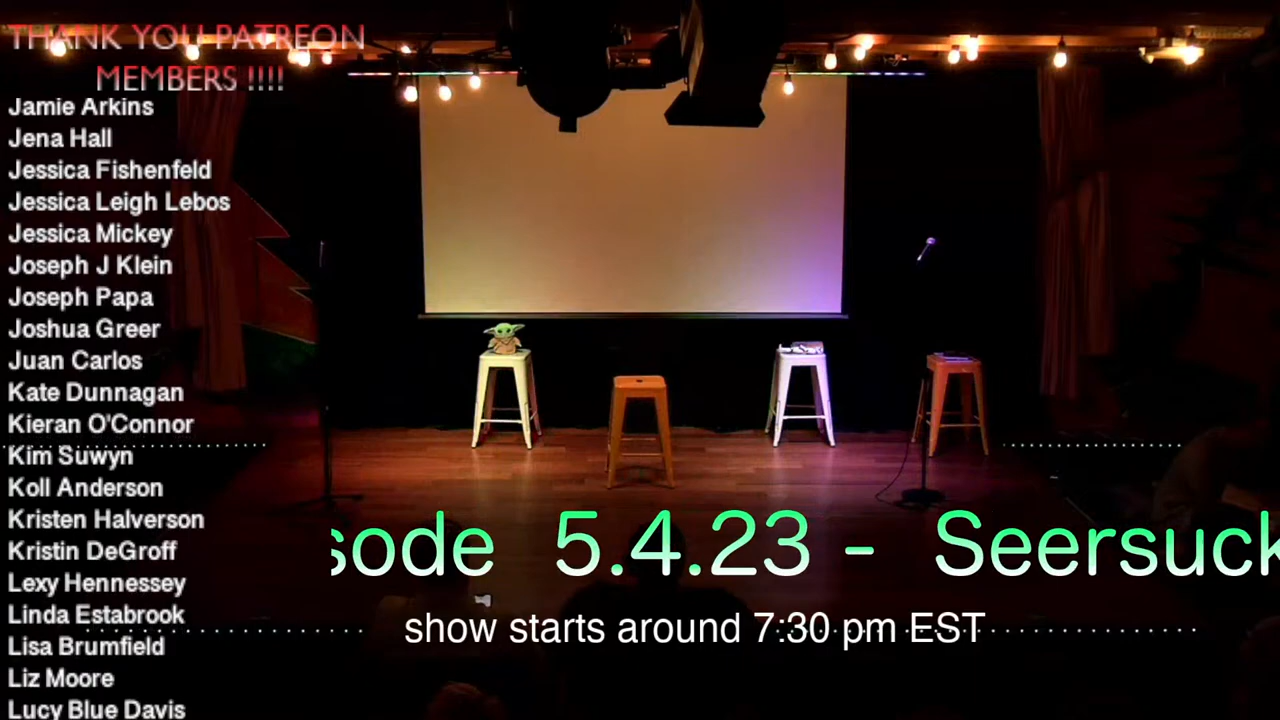 THANK YOU PATREON
MEMBERS !!!!
Jamie Arkins
Jena Hall
Jessica Fishenfeld
Jessica Leigh Lebos
Jessica Mickey
Joseph J Klein
Joseph Papa
Joshua Greer
Juan Carlos
Kate Dunnagan
Kieran O'Connor
Kim Suwyn
Koll Anderson
Kristen Halverson
Kristin DeGroff
Lexy Hennessey
Linda Estabrook
Lisa Brumfield
Liz Moore
Lucy Blue Davis
sode 5.4.23 - Seersuck
show starts around 7:30 pm EST